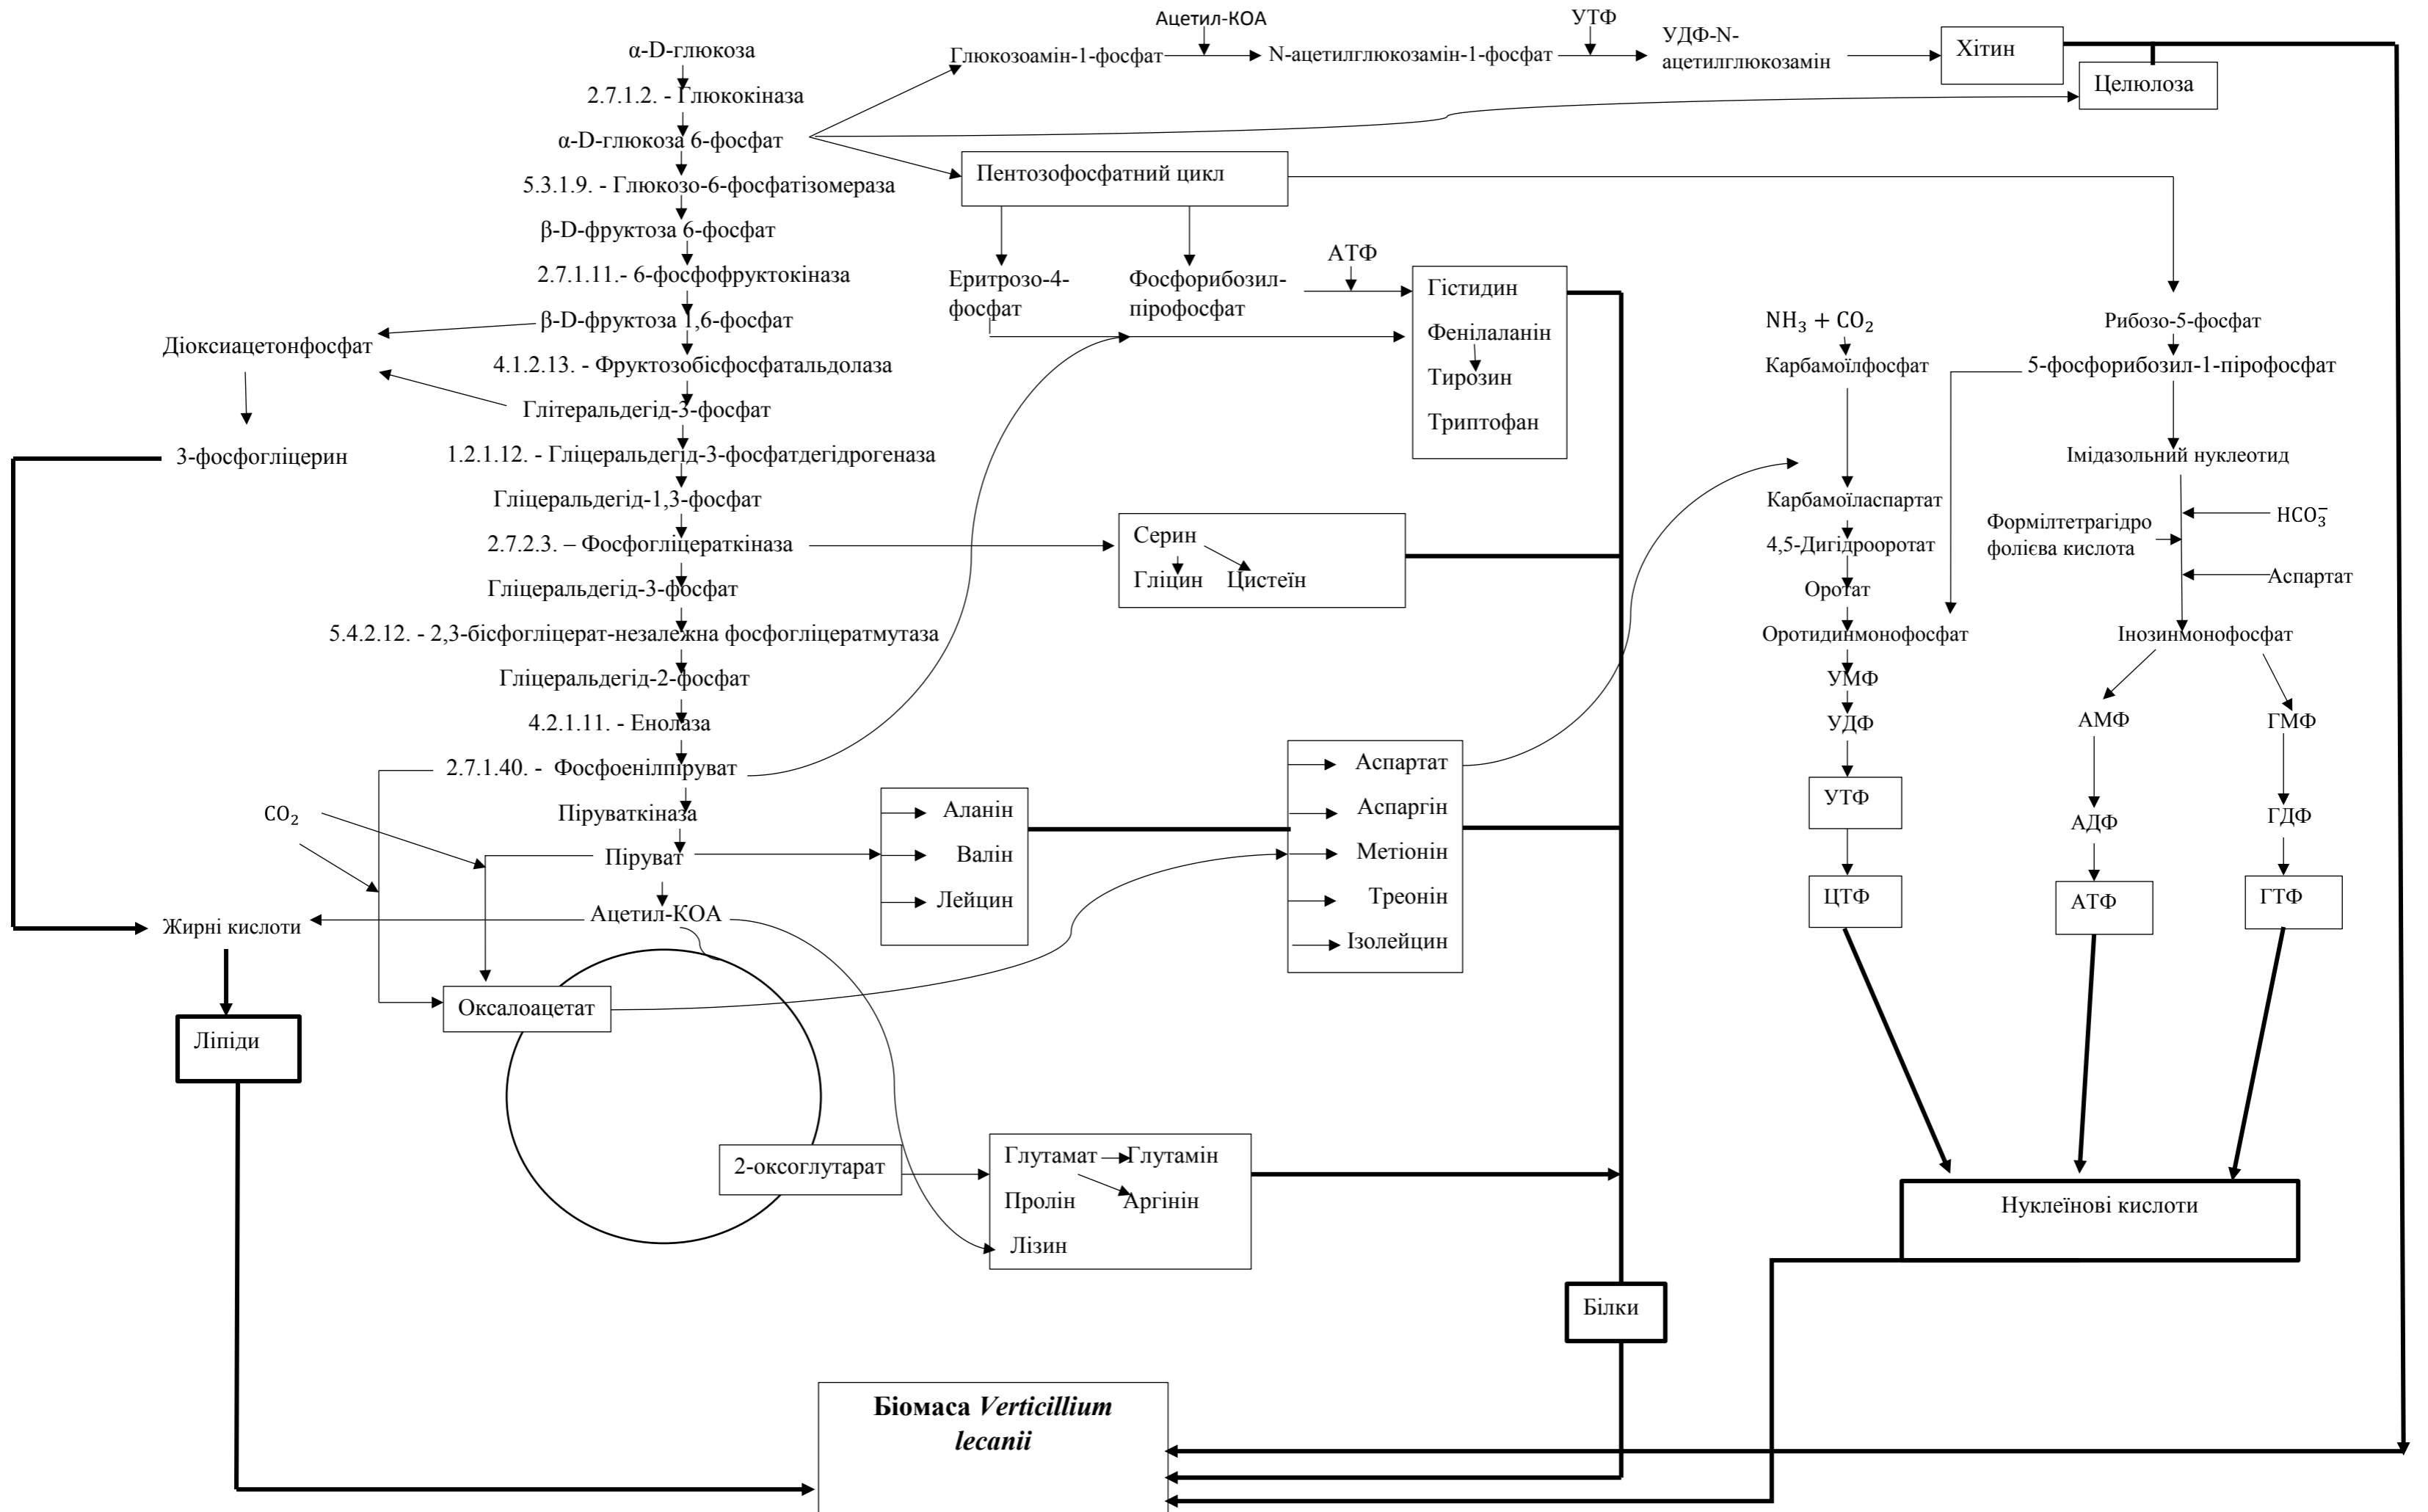 Ацетил-КОА
УТФ
α-D-глюкоза
Глюкозоамін-1-фосфат
N-ацетилглюкозамін-1-фосфат
УДФ-N-
ацетилглюкозамін
Хітин
Целюлоза
2.7.1.2. - Глюкокіназа
α-D-глюкоза 6-фосфат
5.3.1.9. - Глюкозо-6-фосфатізомераза
Пентозофосфатний цикл
β-D-фруктоза 6-фосфат
2.7.1.11.- 6-фосфофруктокіназа
Еритрозо-4-
фосфат
Фосфорибозил-
пірофосфат
АТФ
Гістидин
Фенілаланін
Тирозин
Триптофан
β-D-фруктоза 1,6-фосфат
Діоксиацетонфосфат
4.1.2.13. - Фруктозобісфосфатальдолаза
Глітеральдегід-3-фосфат
3-фосфогліцерин
1.2.1.12. - Гліцеральдегід-3-фосфатдегідрогеназа
Гліцеральдегід-1,3-фосфат
2.7.2.3. – Фосфогліцераткіназа
Серин
Гліцин Цистеїн
Гліцеральдегід-3-фосфат
5.4.2.12. - 2,3-бісфогліцерат-незалежна фосфогліцератмутаза
Гліцеральдегід-2-фосфат
4.2.1.11. - Енолаза
2.7.1.40. - Фосфоенілпіруват
Піруваткіназа
CO₂
Піруват
Ацетил-КОА
Жирні кислоти
Ліпіди
Оксалоацетат
2-оксоглутарат
Аланін
Валін
Лейцин
Аспартат
Аспаргін
Метіонін
Треонін
Ізолейцин
Глутамат Глутамін
Пролін Аргінін
Лізин
NH₃ + CO₂
Карбамоїлфосфат
Карбамоїласпартат
4,5-Дигідрооротат
Оротат
Оротидинмонофосфат
УМФ
УДФ
УТФ
ЦТФ
Рибозо-5-фосфат
5-фосфорибозил-1-пірофосфат
Імідазольний нуклеотид
HCO₃⁻
Формілтетрагідро
фолієва кислота
Аспартат
Інозинмонофосфат
АМФ
ГМФ
АДФ
ГДФ
АТФ
ГТФ
Нуклеїнові кислоти
Білки
Біомаса Verticillium
lecanii